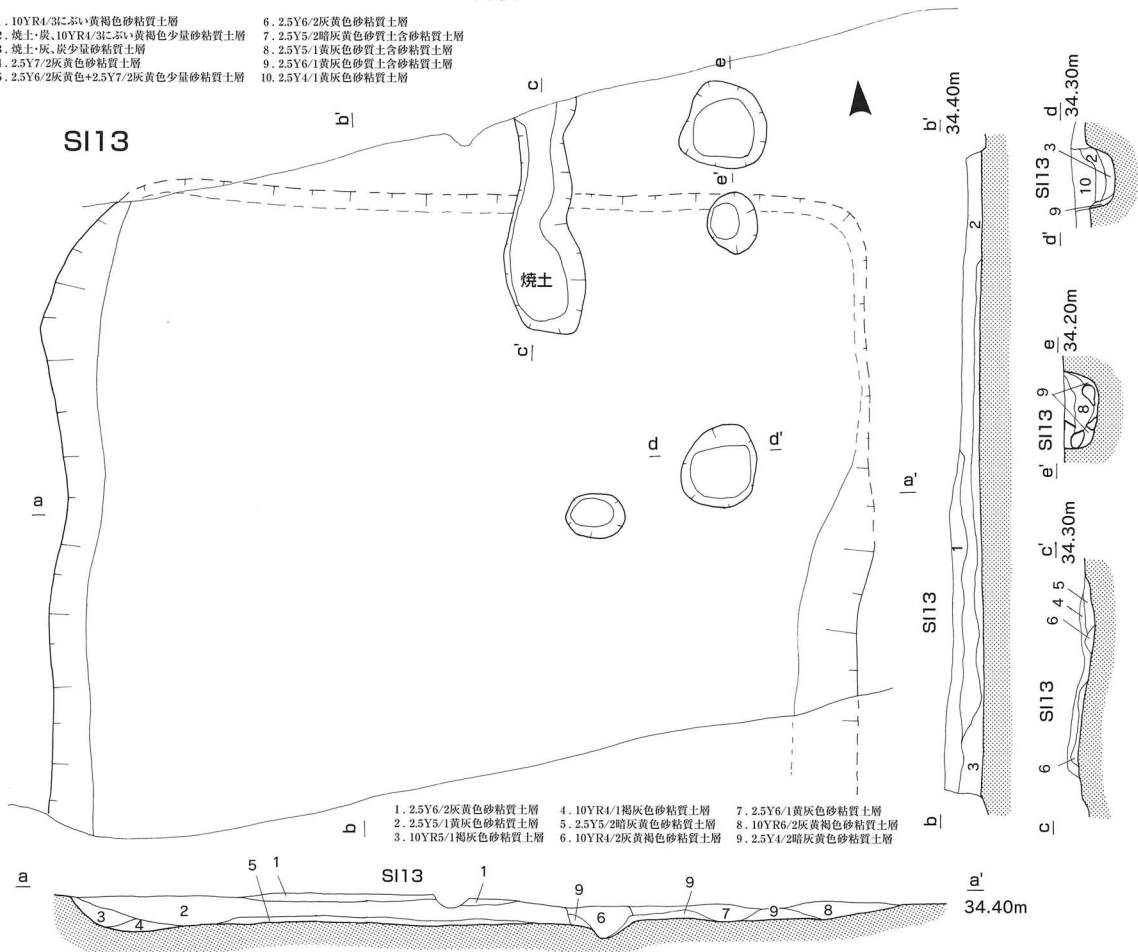 . 10YR4/3にぶい黄褐色砂粘質土層
. 焼土・炭、10YR4/3にぶい黄褐色少量砂粘質土層
. 焼土・灰、炭少量砂粘質土層
. 2.5Y7/2灰黄色砂粘質土層
. 2.5Y6/2灰黄色+2.5Y7/2灰黄色少量砂粘質土層
6. 2.5Y6/2灰黄色砂粘質土層
7. 2.5Y5/2暗灰黄色砂質土含砂粘質土層
8. 2.5Y5/1黄灰色砂質土含砂粘質土層
9. 2.5Y6/1黄灰色砂質土含砂粘質土層
10. 2.5Y4/1黄灰色砂粘質土層
SI13
b'
c
e
e'
焼土
c'
d
d'
a
a'
b
b'
34.40m
2
1
SI13
3
b
d
34.30m
3
SI13
2
10
9
d'
e
34.20m
9
SI13
8
e'
c'
34.30m
5
4
6
SI13
6
c
1. 2.5Y6/2灰黄色砂粘質土層
2. 2.5Y5/1黄灰色砂粘質土層
3. 10YR5/1褐灰色砂粘質土層
4. 10YR4/1褐灰色砂粘質土層
5. 2.5Y5/2暗灰黄色砂粘質土層
6. 10YR4/2灰黄褐色砂粘質土層
7. 2.5Y6/1黄灰色砂粘質土層
8. 10YR6/2灰黄褐色砂粘質土層
9. 2.5Y4/2暗灰黄色砂粘質土層
a
5
1
SI13
1
9
9
a'
34.40m
3
4
2
6
7
9
8